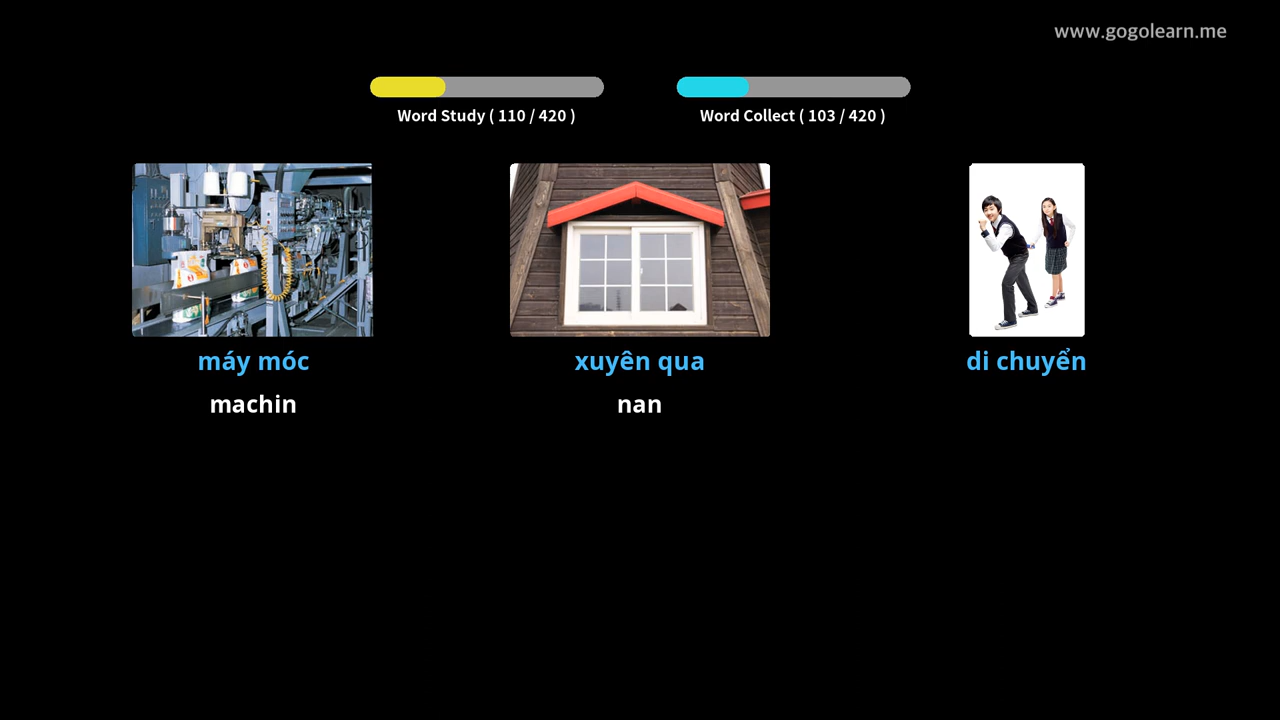 www.gogolearn.me
Word Study ( 110 / 420 )
Word Collect ( 103 / 420 )
máy móc
xuyên qua
di chuyển
machin
nan